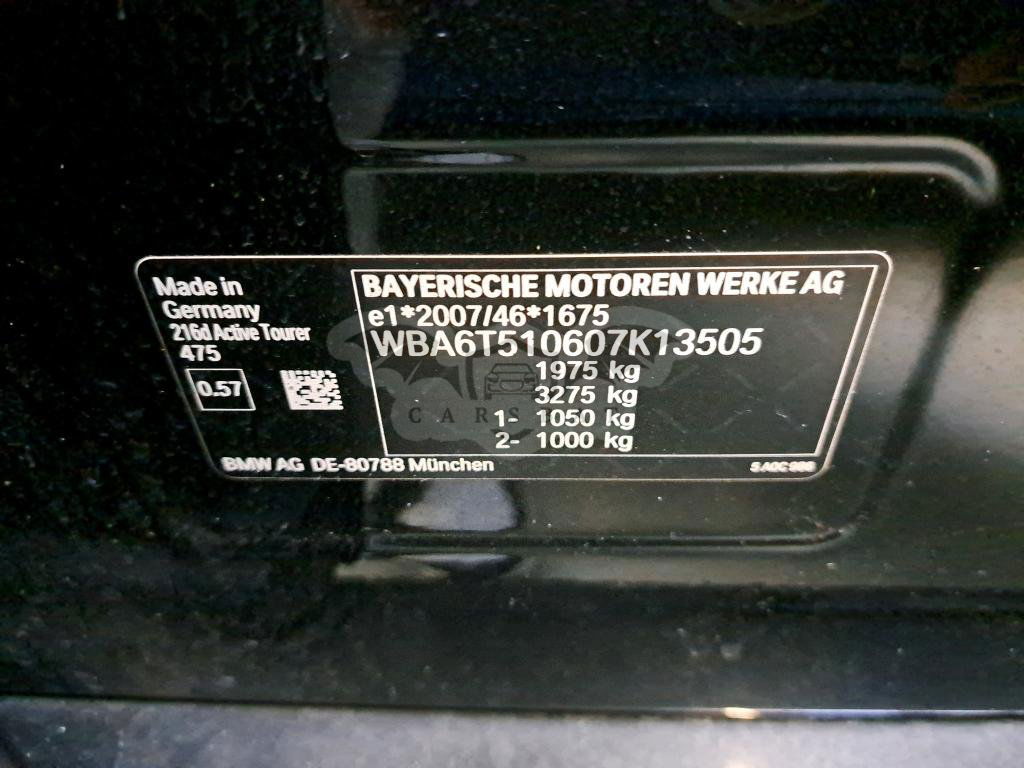 Made in
Germany
216d Active Tourer
475
0.57
BAYERISCHE MOTOREN WERKE AG
e1*2007/46*1675
WBA6T510607K13505
1975 kg
3275 kg
1- 1050 kg
2- 1000 kg
BMW AG DE-80788 München